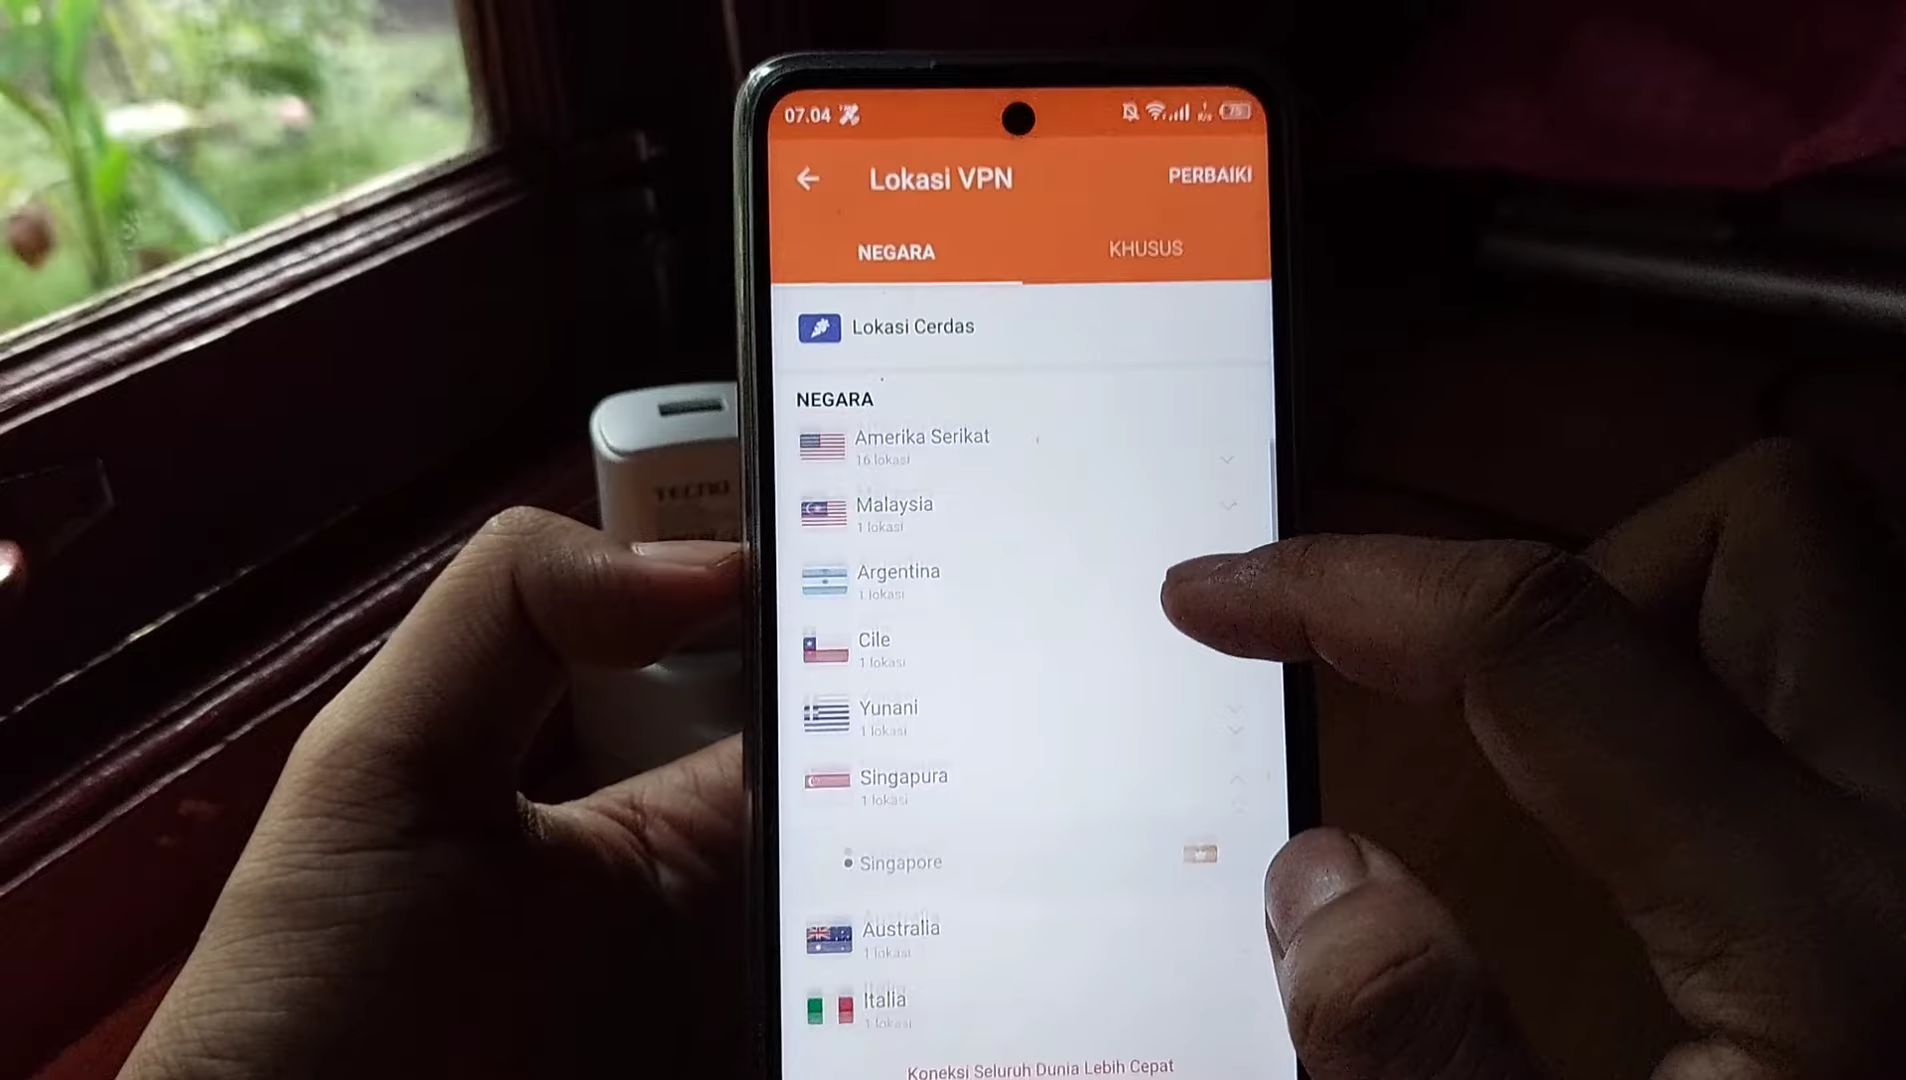 07.04
75
Lokasi VPN
PERBAIKI
NEGARA
KHUSUS
Lokasi Cerdas
NEGARA
Amerika Serikat
16 lokasi
Malaysia
1 lokasi
Argentina
1 lokasi
Cile
1 lokasi
Yunani
1 lokasi
Singapura
1 lokasi
Singapore
Australia
1 lokasi
Italia
1 lokasi
Koneksi Seluruh Dunia Lebih Cepat
TECNO